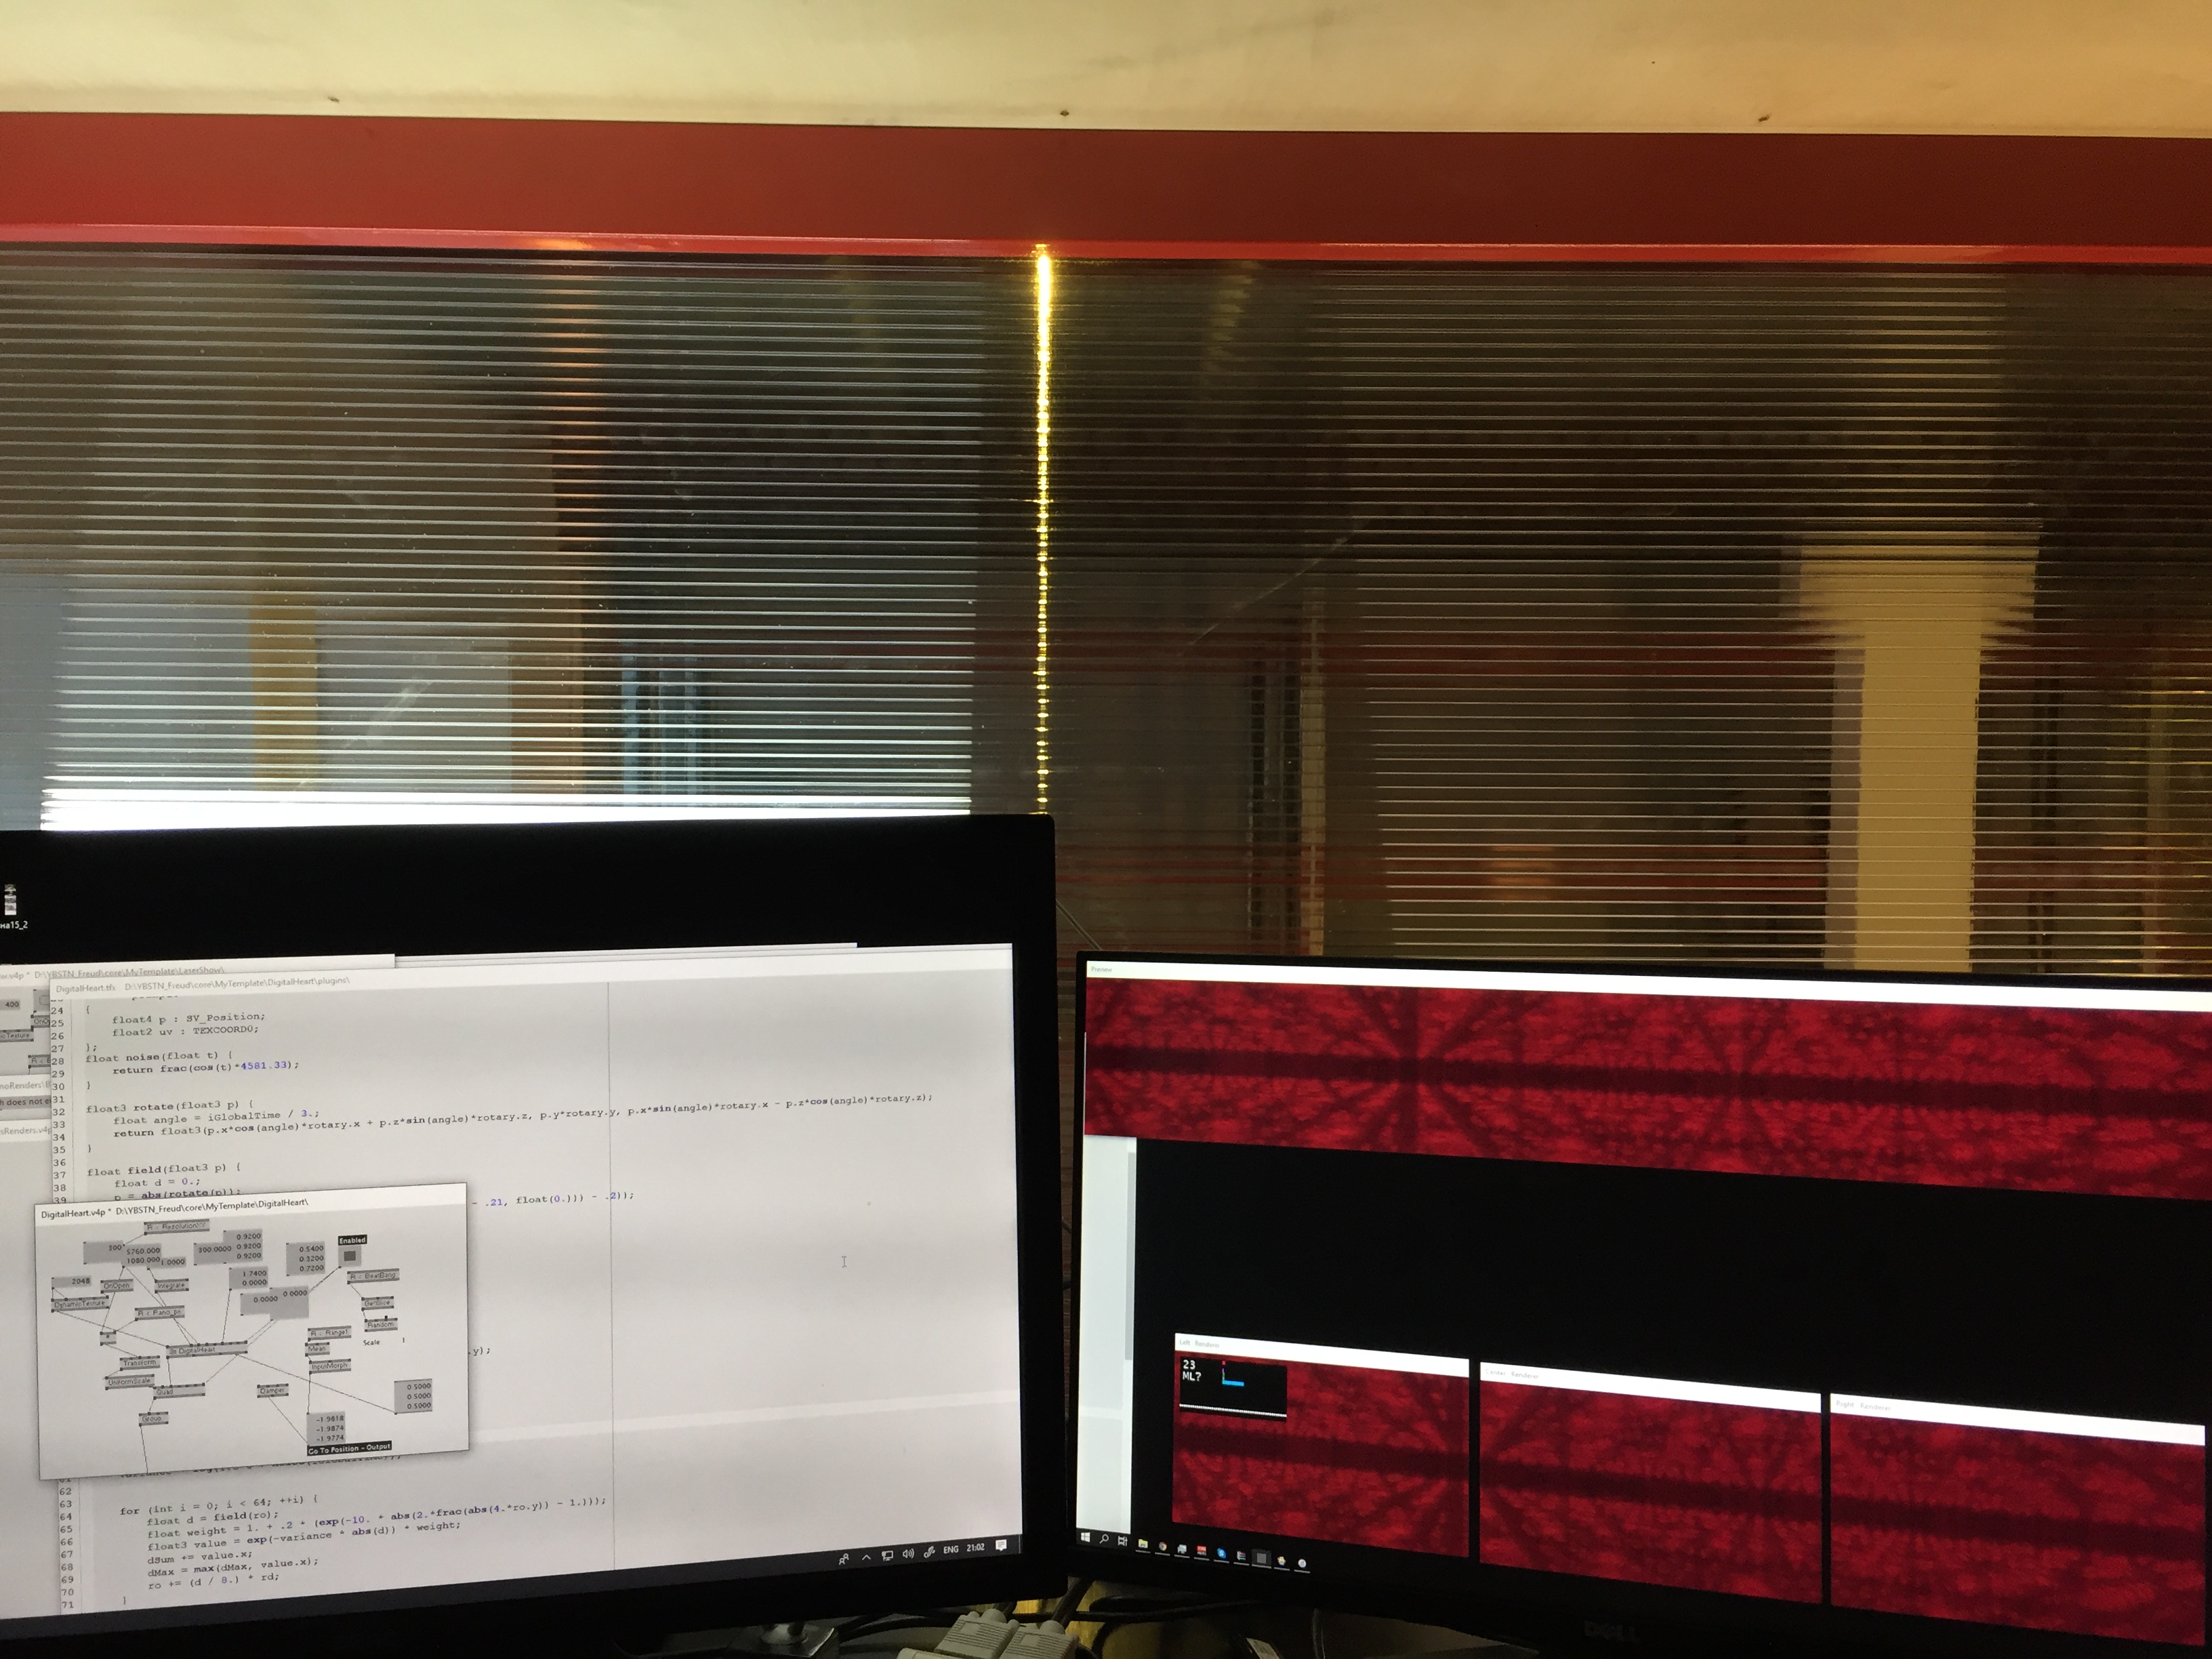 ма15_2
.v4p * D:\YBSTN_Freud\core\MyTemplate\LaserShow\
DigitalHeart.tfx D:\YBSTN_Freud\core\MyTemplate\DigitalHeart\plugins\
400
24 {
25 float4 p : SV_Position;
26 float2 uv : TEXCOORD0;
27 };
28 float noise(float t) {
29 return frac(cos(t)*4581.33);
30 }
31
32 float3 rotate(float3 p) {
33 float angle = iGlobalTime / 3.;
34 return float3(p.x*cos(angle)*rotary.x + p.z*sin(angle)*rotary.z, p.y*rotary.y, p.x*sin(angle)*rotary.x - p.z*cos(angle)*rotary.z);
35 }
36
37 float field(float3 p) {
38 float d = 0.;
39 p = abs(rotate(p));
- .21, float(0.))) - .2));
.y);
62
63 for (int i = 0; i < 64; ++i) {
64 float d = field(ro);
65 float weight = 1. + .2 * (exp(-10. * abs(2.*frac(abs(4.*ro.y)) - 1.)));
66 float3 value = exp(-variance * abs(d)) * weight;
67 dSum += value.x;
68 dMax = max(dMax, value.x);
69 ro += (d / 8.) * rd;
70
71 }
DigitalHeart.v4p * D:\YBSTN_Freud\core\MyTemplate\DigitalHeart\
300
5760.000
1080.000
1.0000
300.0000
0.9200
0.9200
0.9200
0.5400
0.3200
0.7200
Enabled
1.7400
0.0000
2048
OnOpen
Integrate
0.0000
0.0000
DynamicTexture
GetSlice
Random
Scale
Mean
InputMorph
DigitalHeart
Transform
UniformScale
Quad
Damper
Group
0.5000
0.5000
0.5000
-1.9818
-1.9874
-1.9774
Go To Position - Output
ENG 21:02
Preview
Left Renderer
23
ML?
Center Renderer
Right Renderer
DELL